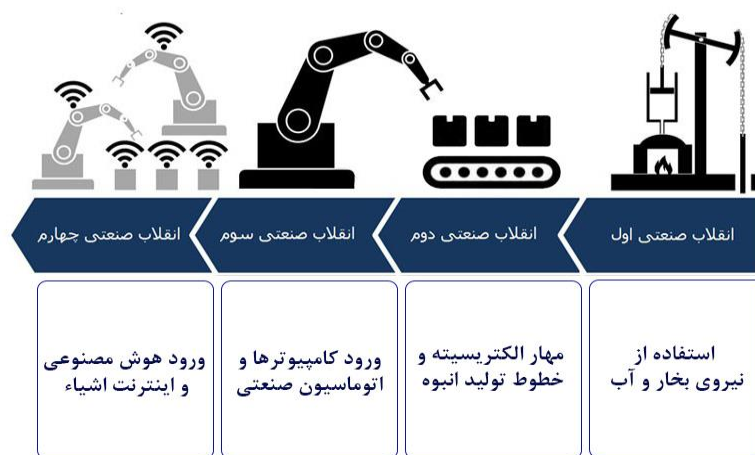 انقلاب صنعتی اول
انقلاب صنعتی دوم
انقلاب صنعتی سوم
انقلاب صنعتی چهارم
استفاده از
نیروی بخار و آب
مهار الکتریسیته و
خطوط تولید انبوه
ورود کامپیوترها و
اتوماسیون صنعتی
ورود هوش مصنوعی
و اینترنت اشیاء